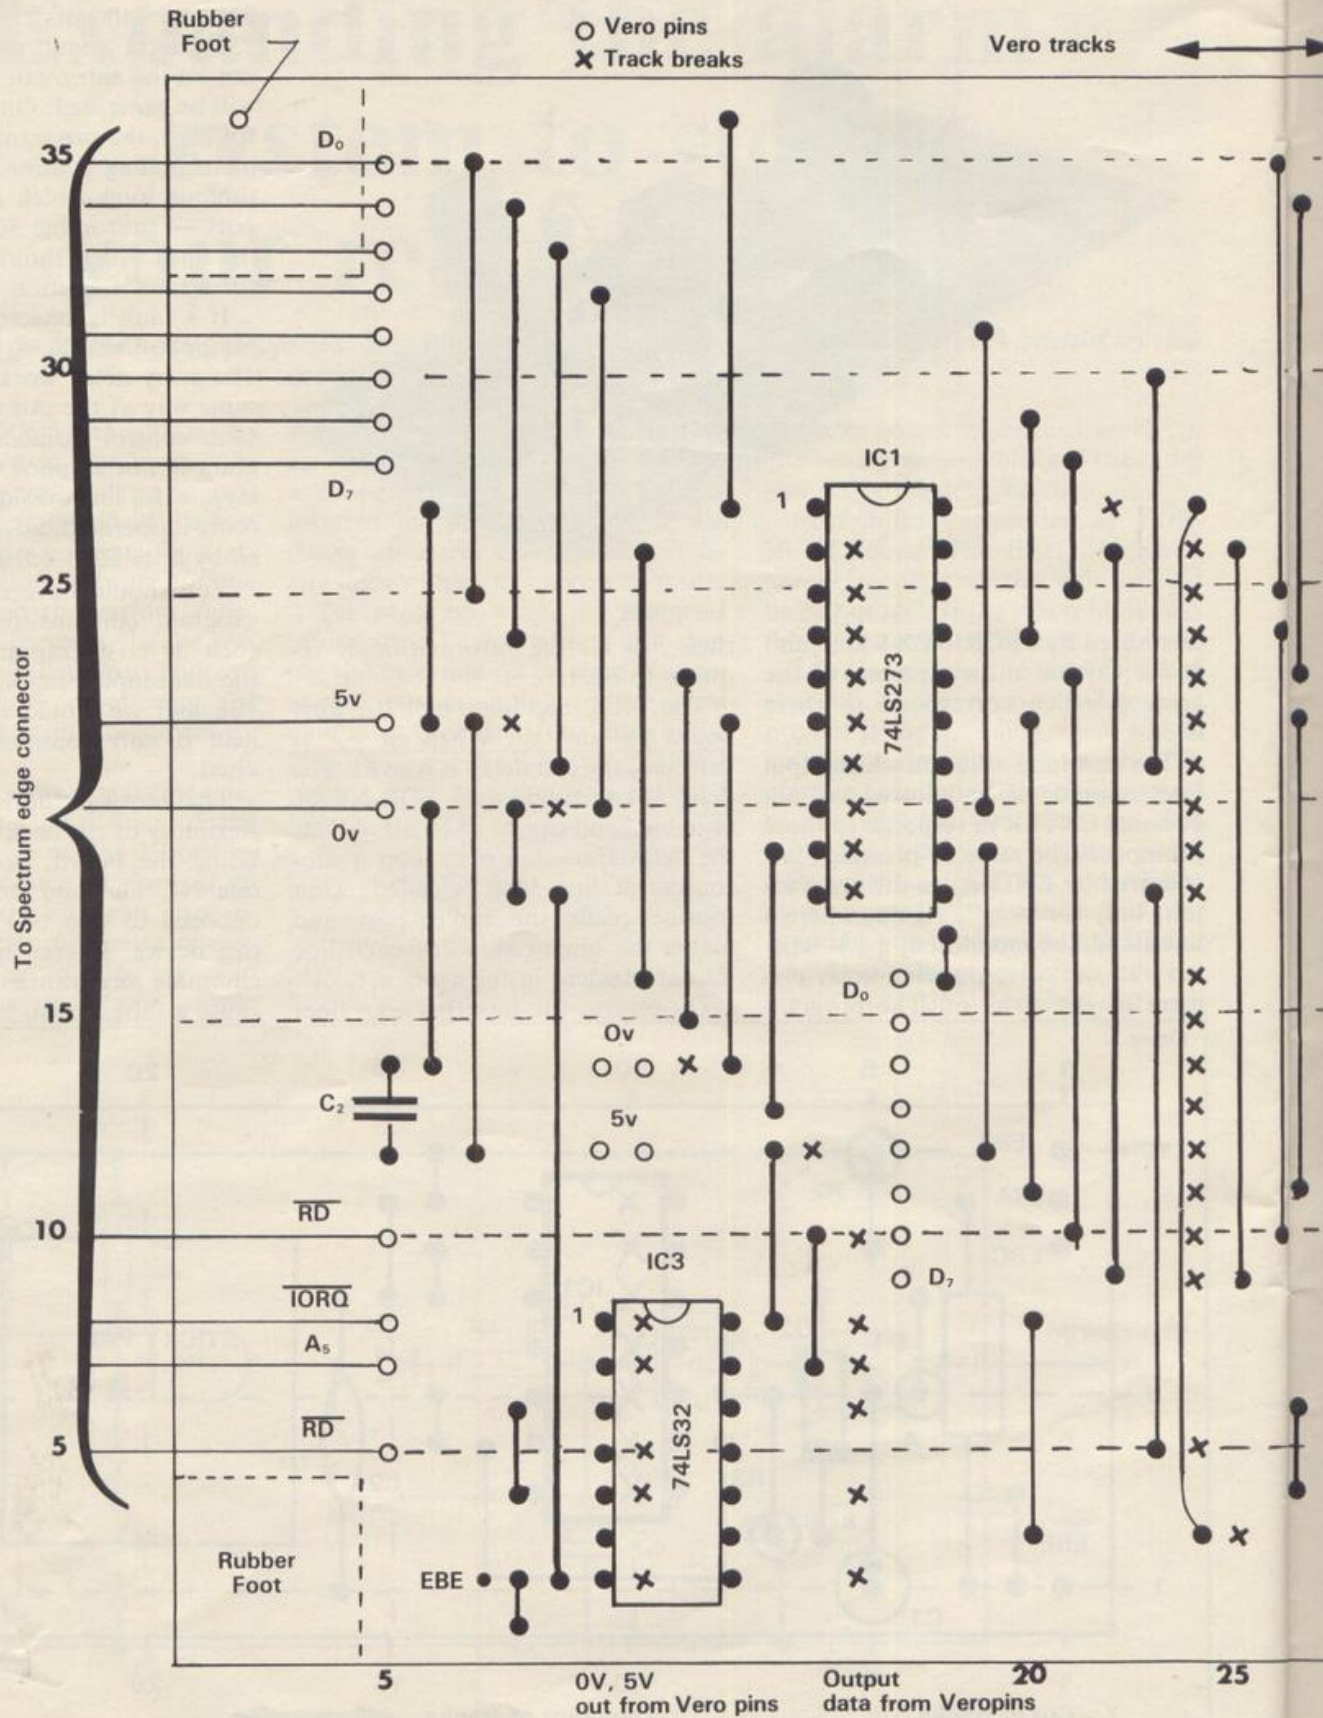 Rubber
Foot
Vero pins
Track breaks
Vero tracks
35
D₀
30
D₇
IC1
1
25
74LS273
5v
0v
To Spectrum edge connector
D₀
15
0v
C₂
5v
RD
10
IC3
D₇
IORQ
1
A₅
74LS32
RD
5
Rubber
Foot
EBE
5
0V, 5V
out from Vero pins
Output
data from Veropins
20
25